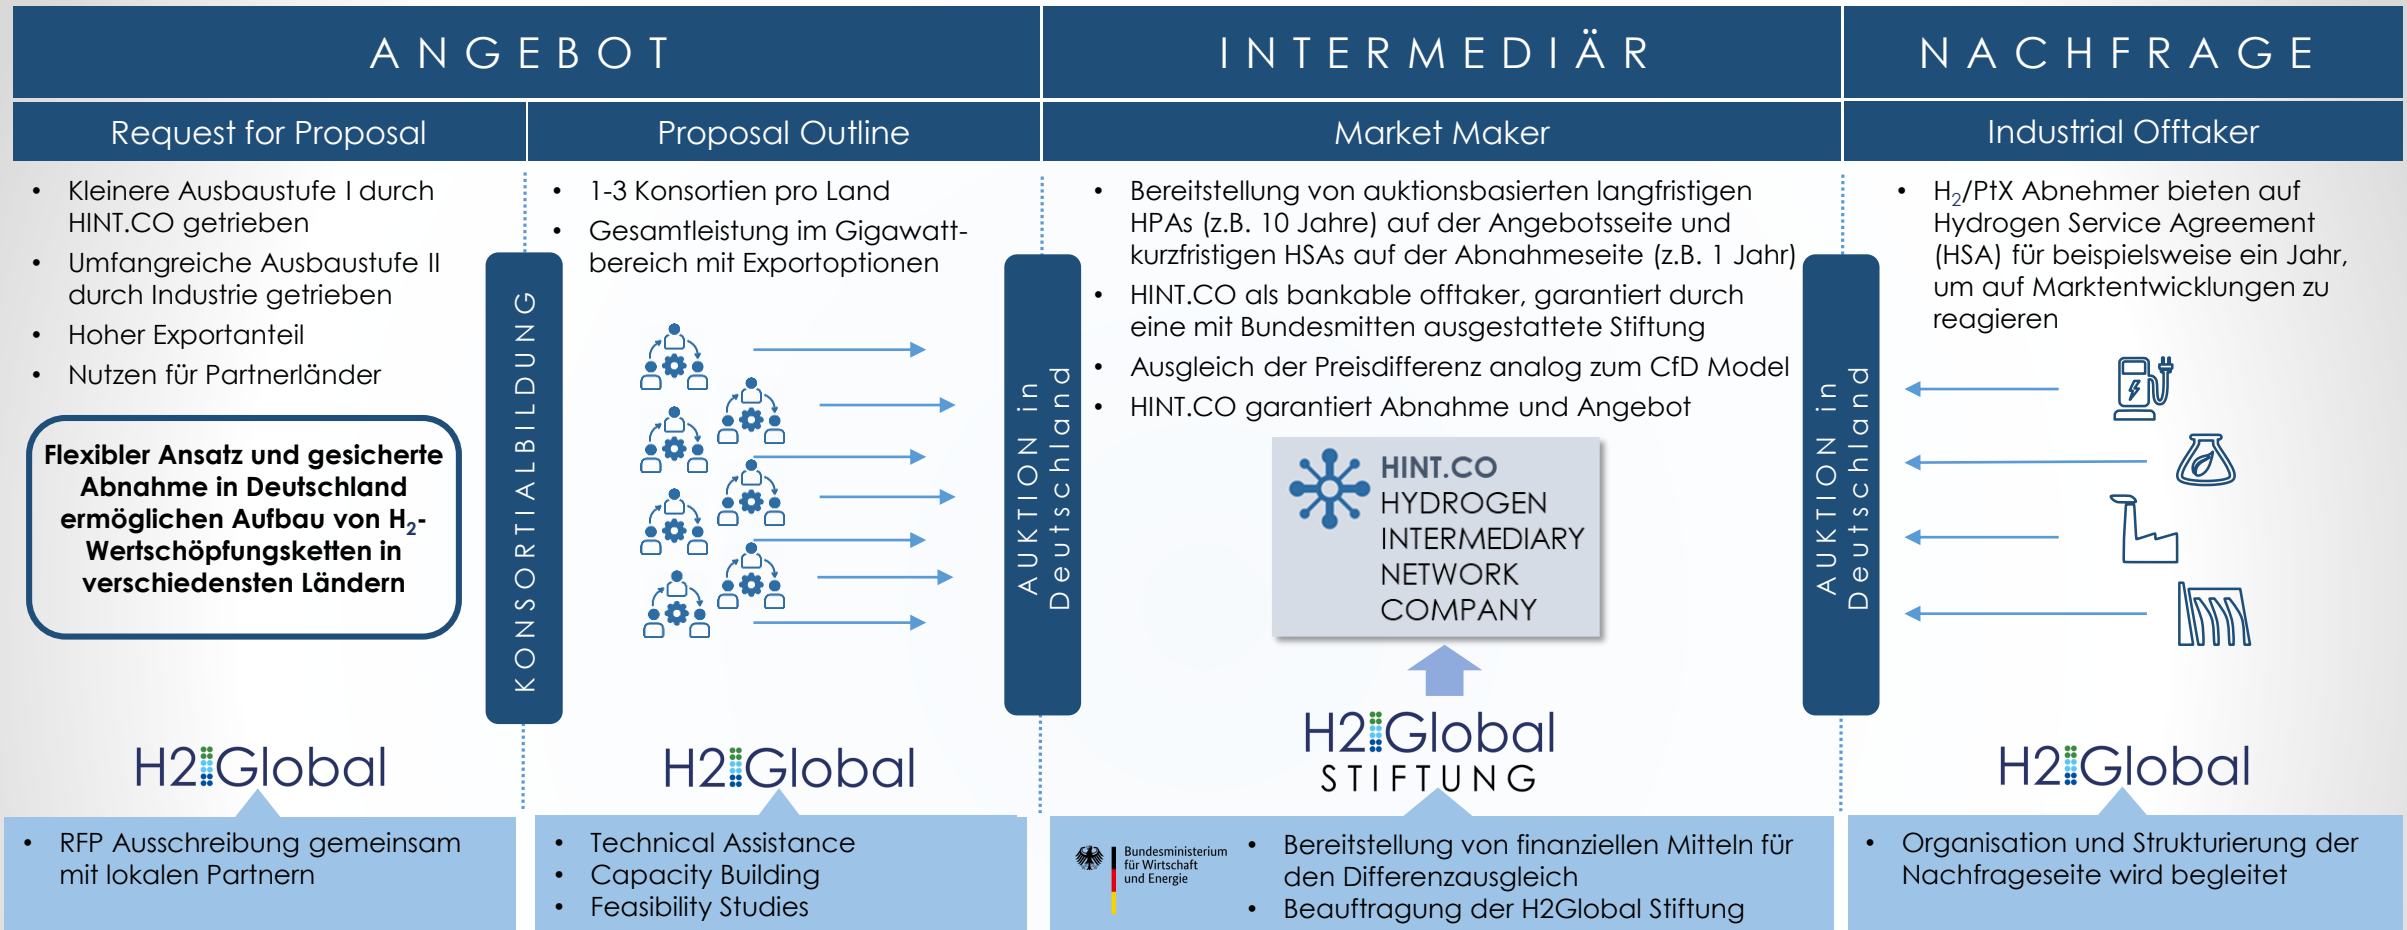 ANGEBOT
INTERMEDIÄR
NACHFRAGE
Request for Proposal
Proposal Outline
Market Maker
Industrial Offtaker
• Kleinere Ausbaustufe I durch
HINT.CO getrieben
• Umfangreiche Ausbaustufe II
durch Industrie getrieben
• Hoher Exportanteil
• Nutzen für Partnerländer
Flexibler Ansatz und gesicherte
Abnahme in Deutschland
ermöglichen Aufbau von H₂-
Wertschöpfungsketten in
verschiedensten Ländern
H2Global
• RFP Ausschreibung gemeinsam
mit lokalen Partnern
KONSORTIALBILDUNG
• 1-3 Konsortien pro Land
• Gesamtleistung im Gigawatt-
bereich mit Exportoptionen
H2Global
• Technical Assistance
• Capacity Building
• Feasibility Studies
AUKTION in
Deutschland
• Bereitstellung von auktionsbasierten langfristigen
HPAs (z.B. 10 Jahre) auf der Angebotsseite und
kurzfristigen HSAs auf der Abnahmeseite (z.B. 1 Jahr)
• HINT.CO als bankable offtaker, garantiert durch
eine mit Bundesmitten ausgestattete Stiftung
• Ausgleich der Preisdifferenz analog zum CfD Model
• HINT.CO garantiert Abnahme und Angebot
HINT.CO
HYDROGEN
INTERMEDIARY
NETWORK
COMPANY
H2Global
STIFTUNG
Bundesministerium
für Wirtschaft
und Energie
• Bereitstellung von finanziellen Mitteln für
den Differenzausgleich
• Beauftragung der H2Global Stiftung
AUKTION in
Deutschland
• H₂/PtX Abnehmer bieten auf
Hydrogen Service Agreement
(HSA) für beispielsweise ein Jahr,
um auf Marktentwicklungen zu
reagieren
H2Global
• Organisation und Strukturierung der
Nachfrageseite wird begleitet